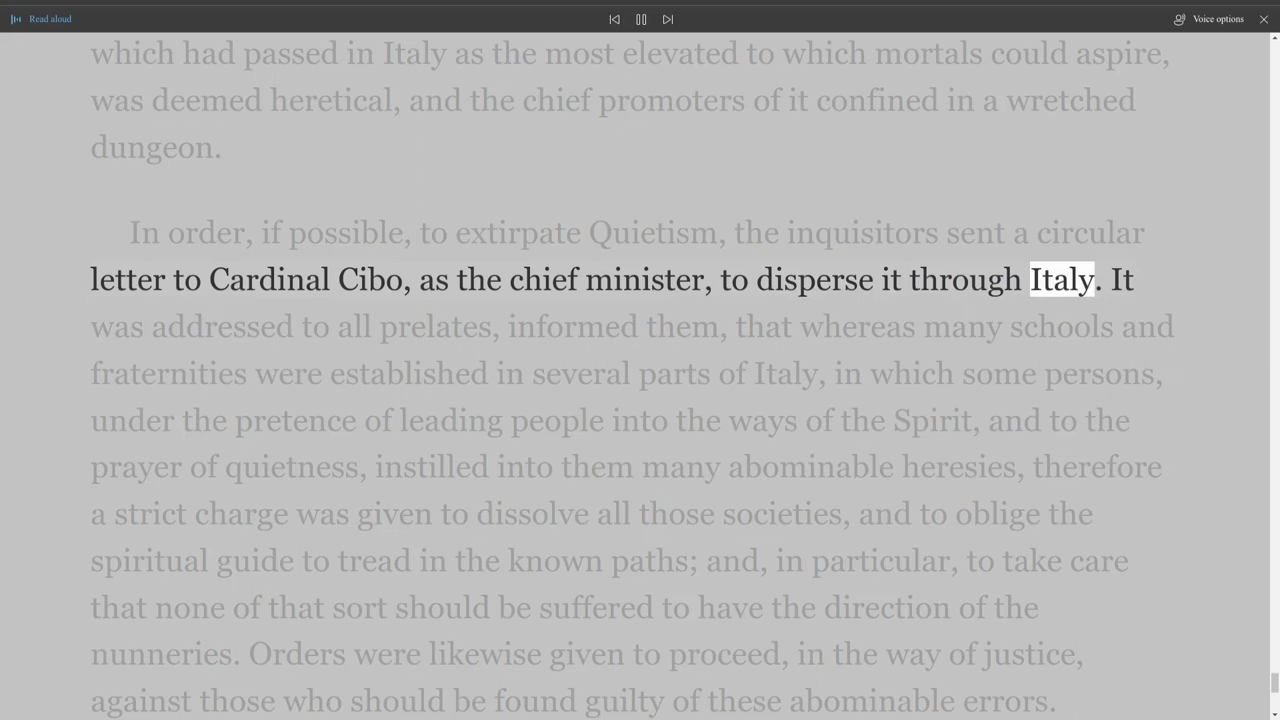 Read aloud
Voice options
which had passed in Italy as the most elevated to which mortals could aspire,
was deemed heretical, and the chief promoters of it confined in a wretched
dungeon.
In order, if possible, to extirpate Quietism, the inquisitors sent a circular
letter to Cardinal Cibo, as the chief minister, to disperse it through Italy. It
was addressed to all prelates, informed them, that whereas many schools and
fraternities were established in several parts of Italy, in which some persons,
under the pretence of leading people into the ways of the Spirit, and to the
prayer of quietness, instilled into them many abominable heresies, therefore
a strict charge was given to dissolve all those societies, and to oblige the
spiritual guide to tread in the known paths; and, in particular, to take care
that none of that sort should be suffered to have the direction of the
nunneries. Orders were likewise given to proceed, in the way of justice,
against those who should be found guilty of these abominable errors.